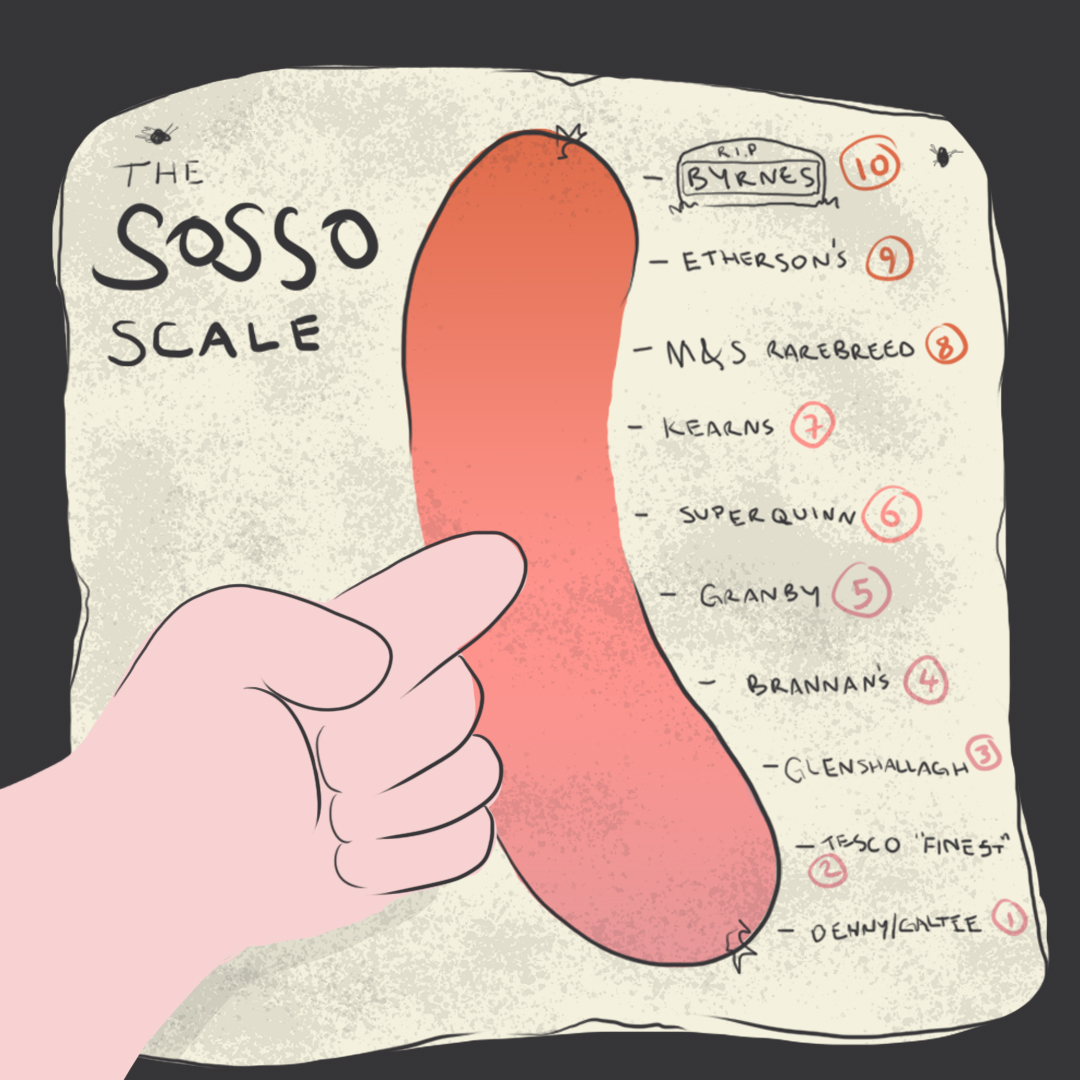 THE
SOSSO
SCALE
R.I.P
- BYRNES 10
- ETHERSON'S 9
- M&S RAREBREED 8
- KEARNS 7
- SUPERQUINN 6
- GRANBY 5
- BRANNAN'S 4
- GLENSHALLAGH 3
- TESCO "FINEST"
2
- DENNY/GALTEE 1